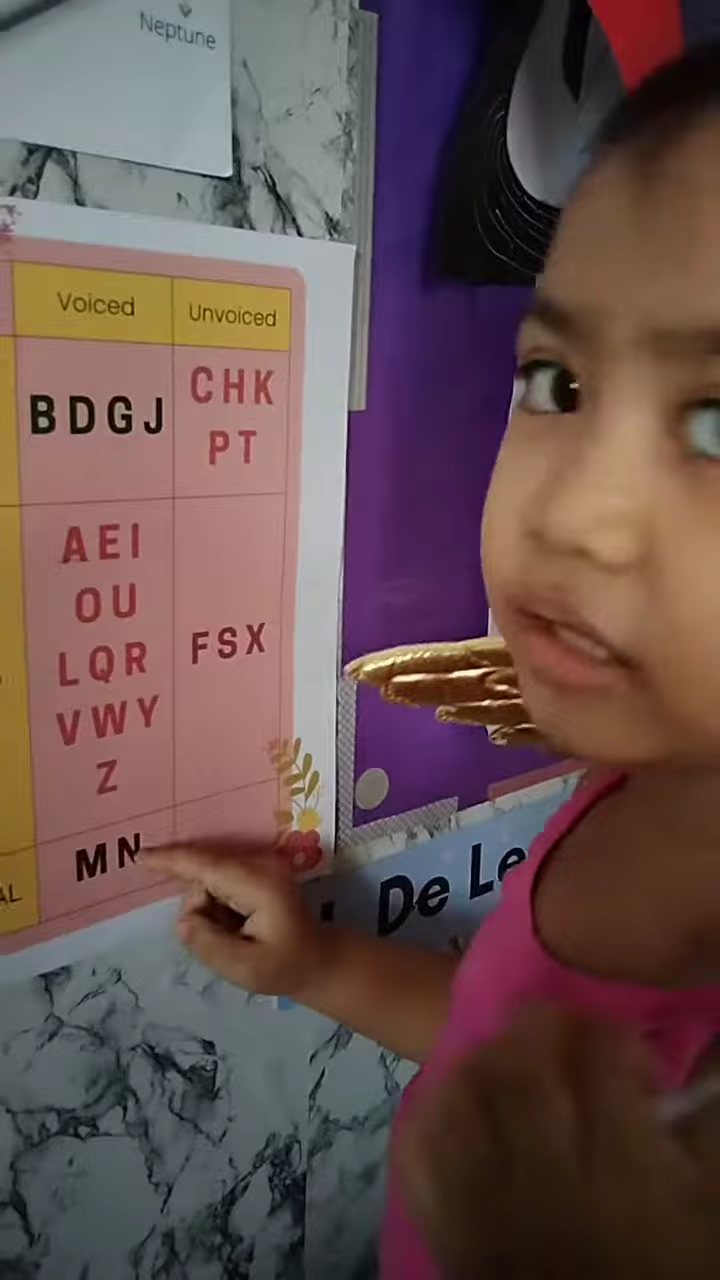 Neptune
Voiced Unvoiced
BDGJ
CHK
PT
AEI
OU
LQR
VWY
Z
FSX
MN
AL
De Le